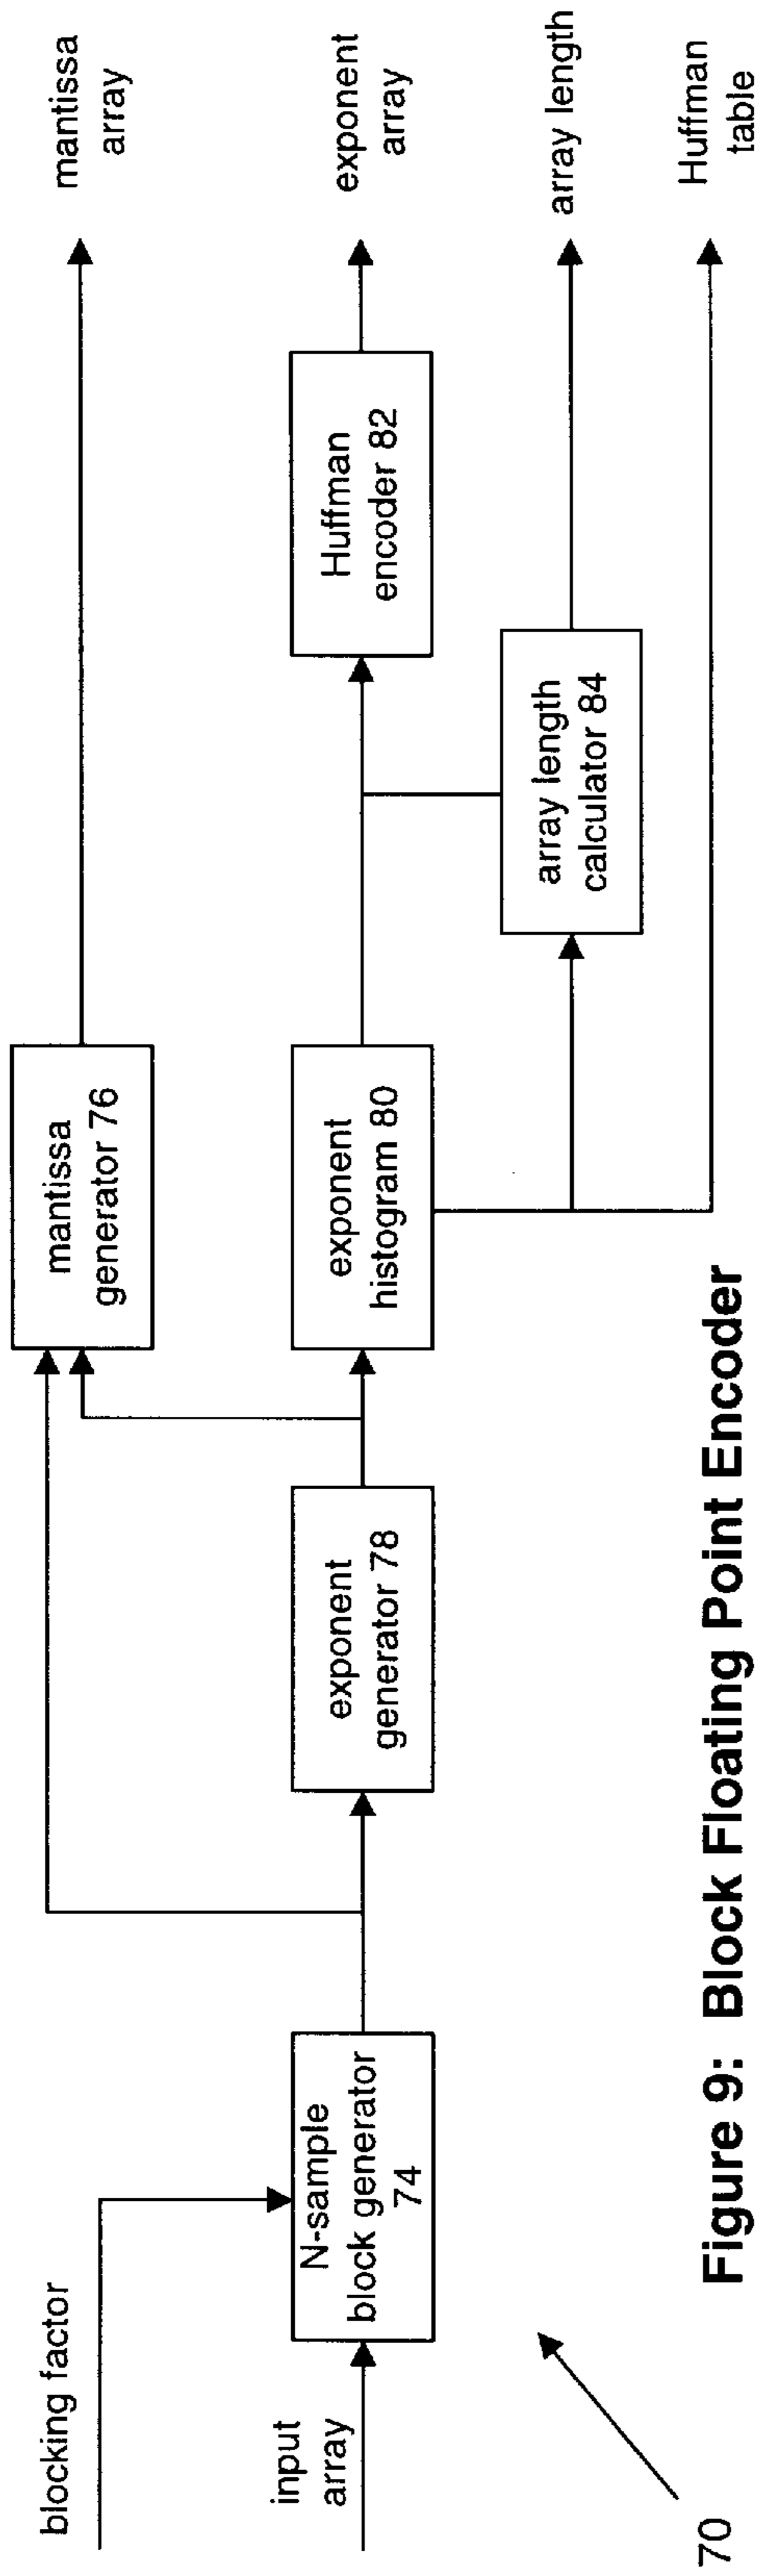 blocking factor
input
array
N-sample
block generator
74
exponent
generator 78
mantissa
generator 76
exponent
histogram 80
array length
calculator 84
Huffman
encoder 82
mantissa
array
exponent
array
array length
Huffman
table
70
Figure 9: Block Floating Point Encoder